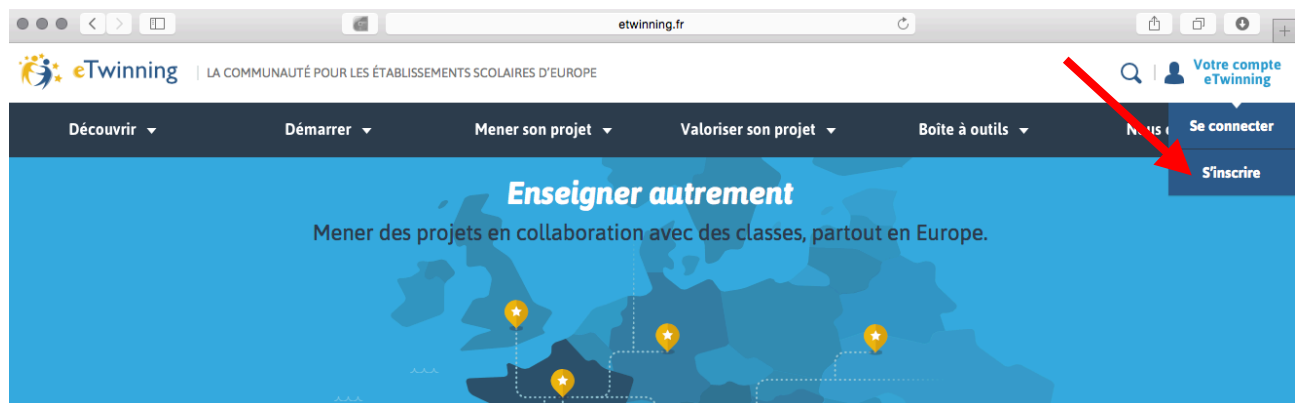 etwinning.fr
eTwinning
LA COMMUNAUTÉ POUR LES ÉTABLISSEMENTS SCOLAIRES D'EUROPE
Votre compte
eTwinning
Découvrir
Démarrer
Mener son projet
Valoriser son projet
Boîte à outils
Se connecter
S'inscrire
Enseigner autrement
Mener des projets en collaboration avec des classes, partout en Europe.